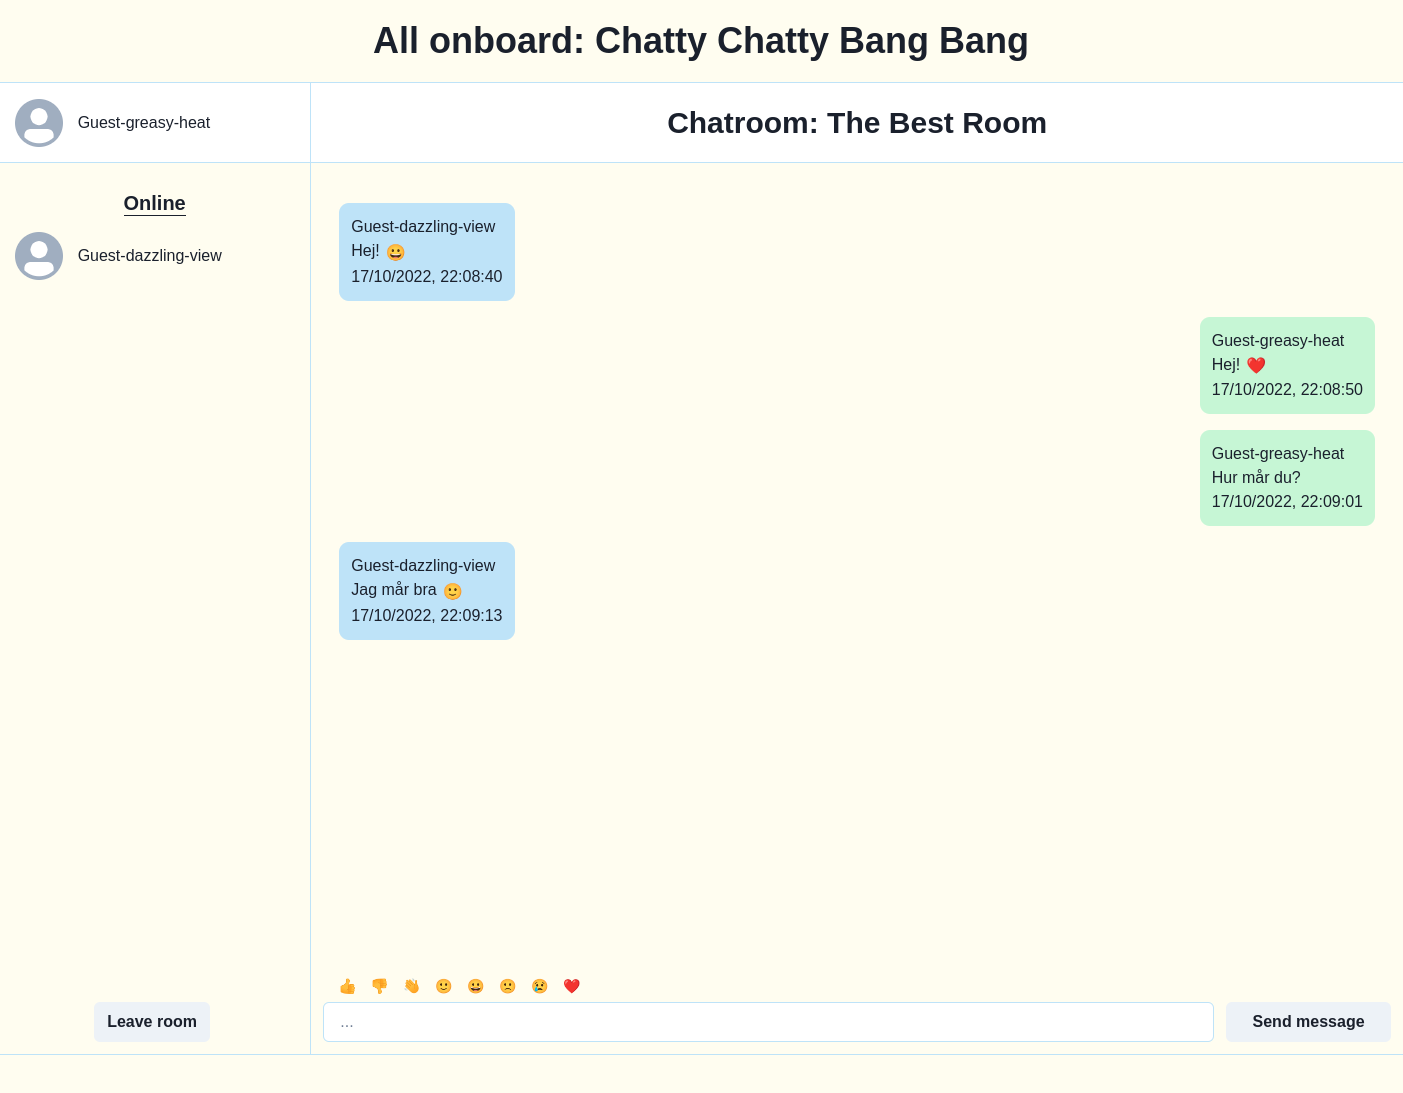 All onboard: Chatty Chatty Bang Bang
Guest-greasy-heat
Chatroom: The Best Room
Online
Guest-dazzling-view
Guest-dazzling-view
Hej! 😀
17/10/2022, 22:08:40
Guest-greasy-heat
Hej! ❤️
17/10/2022, 22:08:50
Guest-greasy-heat
Hur mår du?
17/10/2022, 22:09:01
Guest-dazzling-view
Jag mår bra 🙂
17/10/2022, 22:09:13
👍 👎 👋 🙂 😀 🙁 😢 ❤️
Leave room
...
Send message